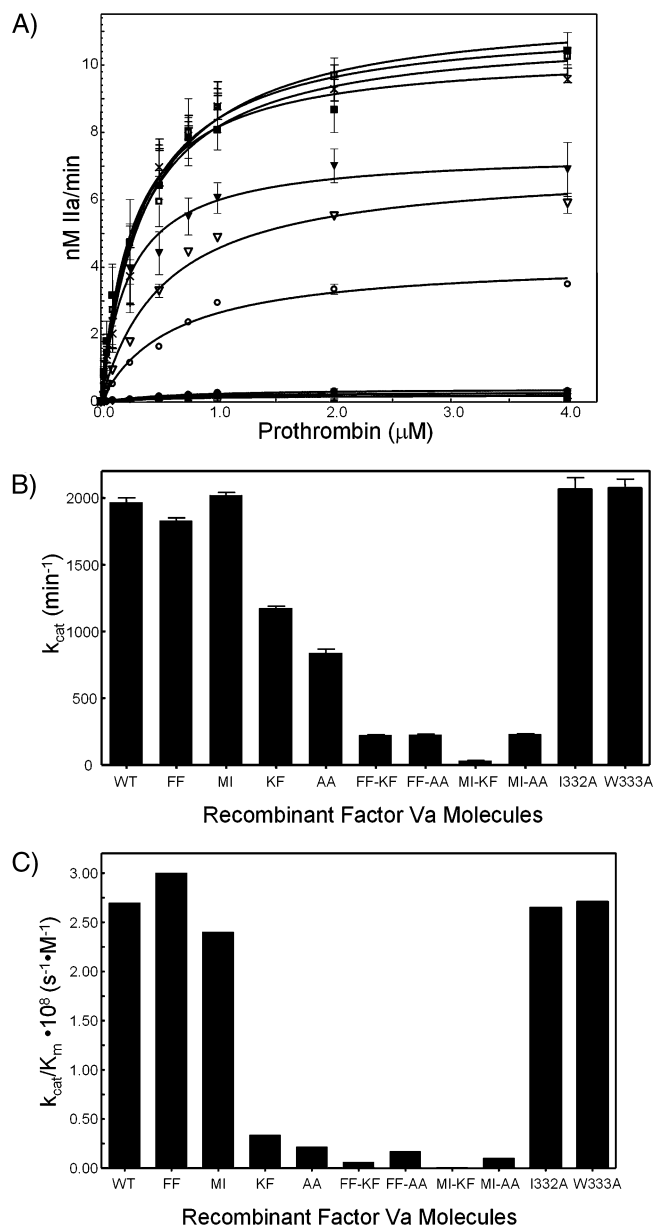 A)
nM IIa/min
10
8
6
4
2
0
0.0 1.0 2.0 3.0 4.0
Prothrombin (μM)
B)
k_cat (min⁻¹)
2000
1500
1000
500
0
WT FF MI KF AA FF-KF FF-AA MI-KF MI-AA I332A W333A
Recombinant Factor Va Molecules
C)
k_cat/K_m •10⁸ (s⁻¹•M⁻¹)
3.00
2.50
2.00
1.50
1.00
0.50
0.00
WT FF MI KF AA FF-KF FF-AA MI-KF MI-AA I332A W333A
Recombinant Factor Va Molecules